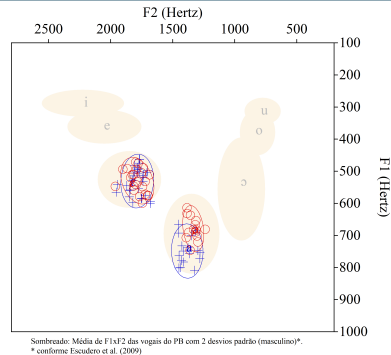 F2 (Hertz)
2500 2000 1500 1000 500
100
200
300
400
500
600
700
800
900
1000
F1 (Hertz)
i
e
u
o
ɔ
a
a
Sombreado: Média de F1xF2 das vogais do PB com 2 desvios padrão (masculino)*.
* conforme Escudero et al. (2009)